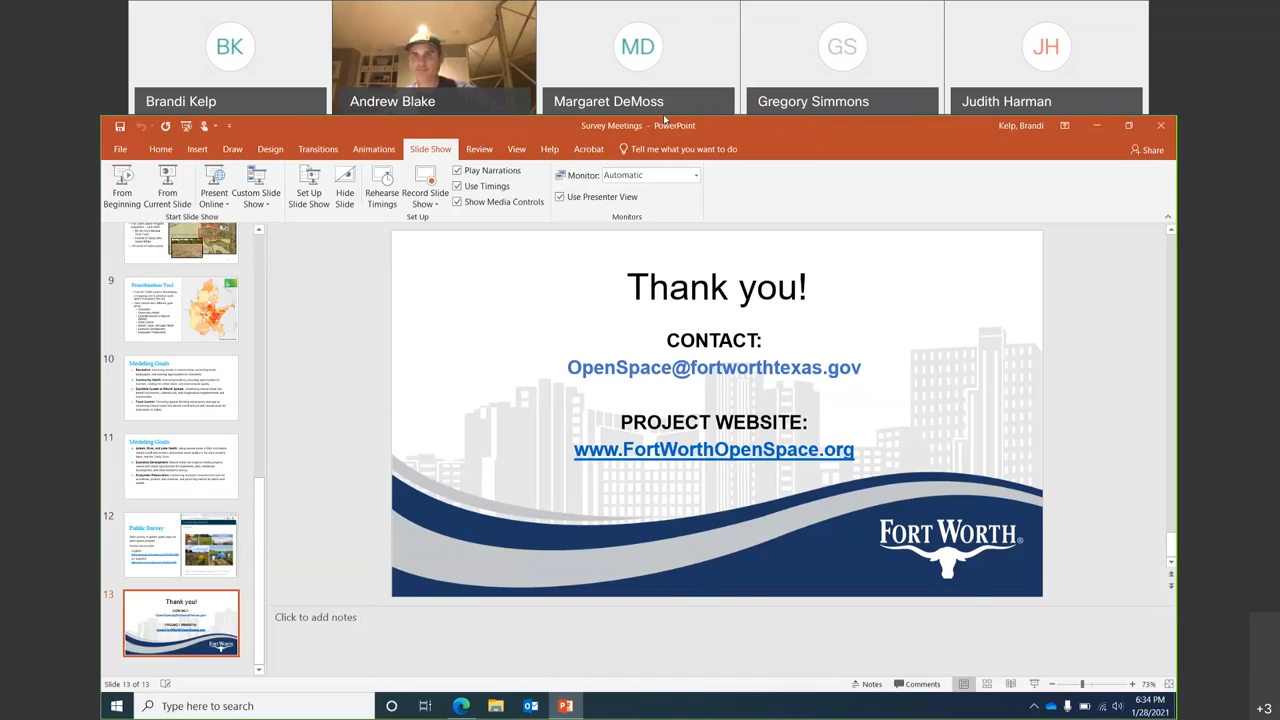 BK
MD
GS
JH
Brandi Kelp
Andrew Blake
Margaret DeMoss
Gregory Simmons
Judith Harman
Survey Meetings - PowerPoint
Kelp, Brandi
File
Home
Insert
Draw
Design
Transitions
Animations
Slide Show
Review
View
Help
Acrobat
Tell me what you want to do
Share
From Beginning
From Current Slide
Present Online
Custom Slide Show
Set Up Slide Show
Hide Slide
Rehearse Timings
Record Slide Show
Play Narrations
Use Timings
Show Media Controls
Monitor: Automatic
Use Presenter View
Start Slide Show
Set Up
Monitors
9
Prioritization Tool
10
Modeling Goals
11
Modeling Goals
12
Public Survey
13
Thank you!
Thank you!
CONTACT:
OpenSpace@fortworthtexas.gov
PROJECT WEBSITE:
www.FortWorthOpenSpace.org
FORT WORTH®
Click to add notes
Slide 13 of 13
Notes
Comments
73%
Type here to search
6:34 PM
1/28/2021
+3